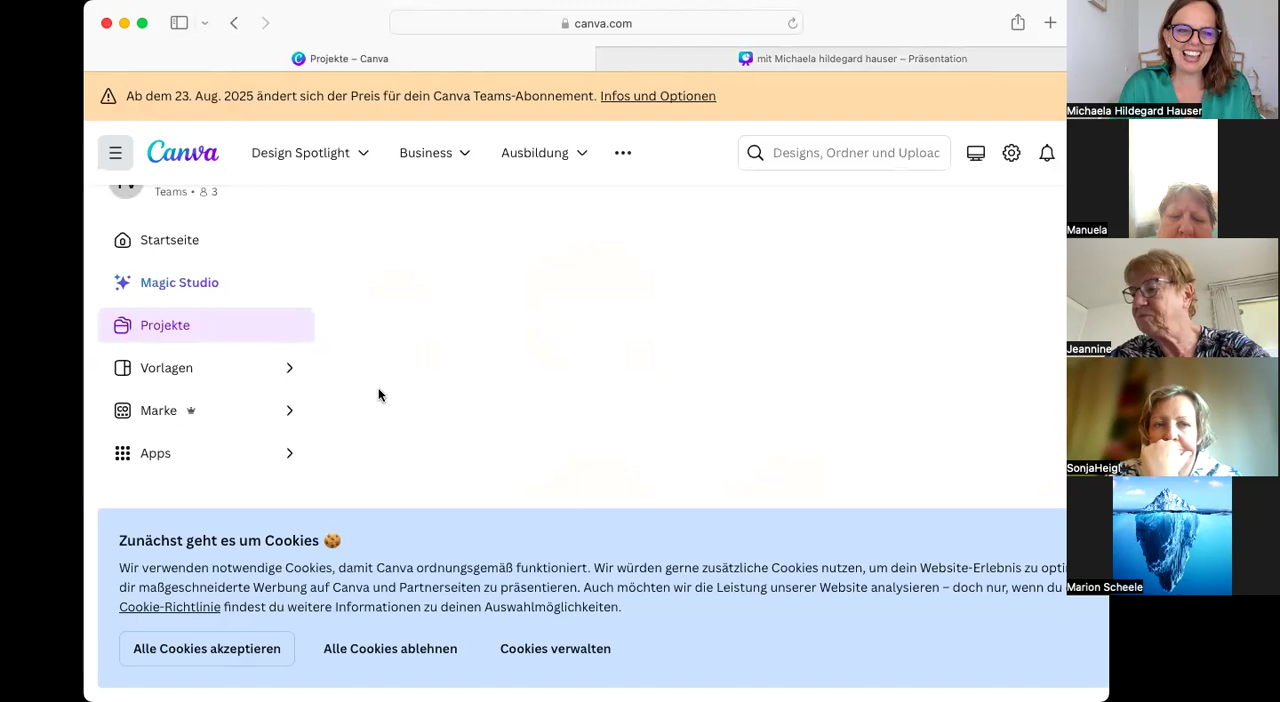 canva.com
Projekte – Canva
mit Michaela hildegard hauser – Präsentation
Ab dem 23. Aug. 2025 ändert sich der Preis für dein Canva Teams-Abonnement. Infos und Optionen
Canva
Design Spotlight
Business
Ausbildung
Designs, Ordner und Uploac
Teams • 3
Startseite
Magic Studio
Projekte
Vorlagen
Marke
Apps
Zunächst geht es um Cookies
Wir verwenden notwendige Cookies, damit Canva ordnungsgemäß funktioniert. Wir würden gerne zusätzliche Cookies nutzen, um dein Website-Erlebnis zu opti
dir maßgeschneiderte Werbung auf Canvaund Partnerseiten zu präsentieren. Auch möchten wir die Leistung unserer Website analysieren – doch nur, wenn du
Cookie-Richtlinie findest du weitere Informationen zu deinen Auswahlmöglichkeiten.
Alle Cookies akzeptieren
Alle Cookies ablehnen
Cookies verwalten
Michaela Hildegard Hauser
Manuela
Jeannine
SonjaHeigl
Marion Scheele